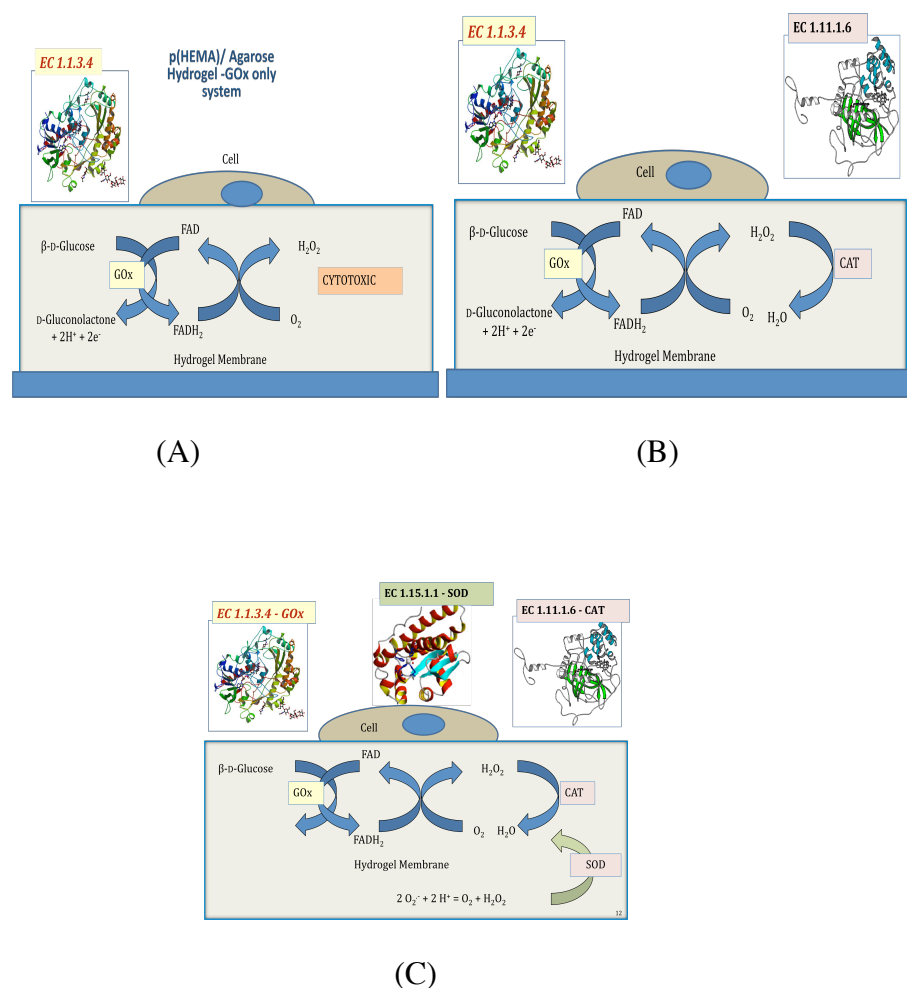 EC 1.1.3.4
p(HEMA)/ Agarose
Hydrogel -GOx only
system
Cell
β-D-Glucose
FAD
H₂O₂
GOx
CYTOTOXIC
D-Gluconolactone
+ 2H⁺ + 2e⁻
FADH₂
O₂
Hydrogel Membrane
(A)
EC 1.1.3.4
EC 1.11.1.6
Cell
β-D-Glucose
FAD
H₂O₂
GOx
CAT
D-Gluconolactone
+ 2H⁺ + 2e⁻
FADH₂
O₂
H₂O
Hydrogel Membrane
(B)
EC 1.1.3.4 - GOx
EC 1.15.1.1 - SOD
EC 1.11.1.6 - CAT
Cell
β-D-Glucose
FAD
H₂O₂
GOx
CAT
FADH₂
O₂
H₂O
Hydrogel Membrane
SOD
2 O₂·⁻ + 2 H⁺ = O₂ + H₂O₂
12
(C)